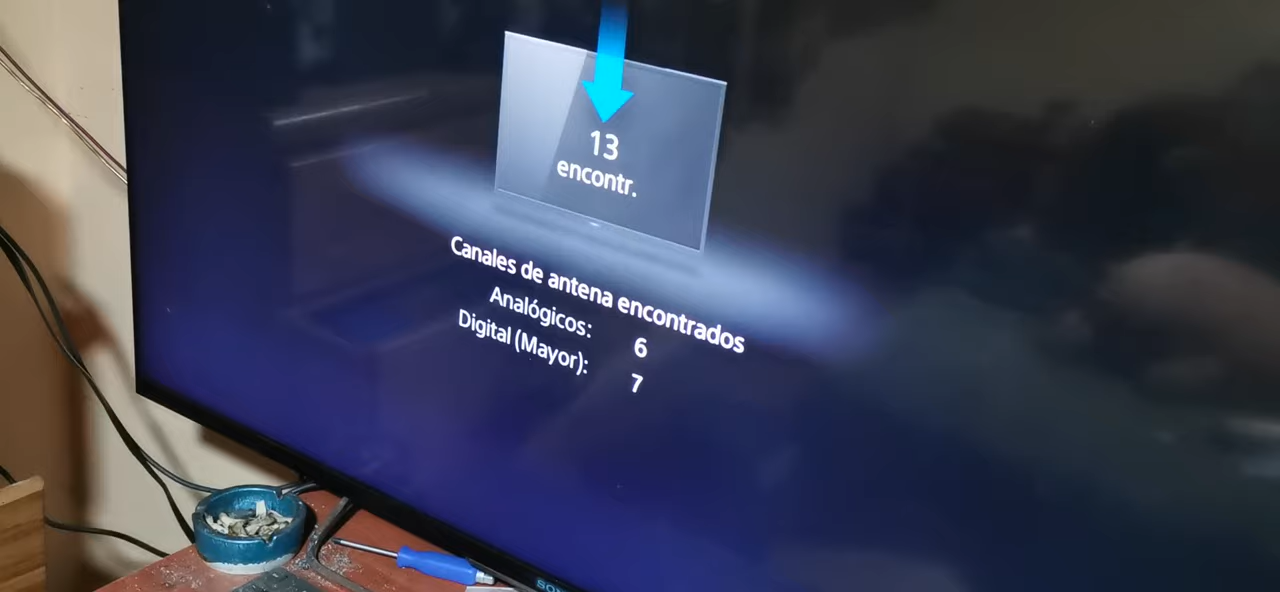 13
encontr.
Canales de antena encontrados
Analógicos: 6
Digital (Mayor): 7